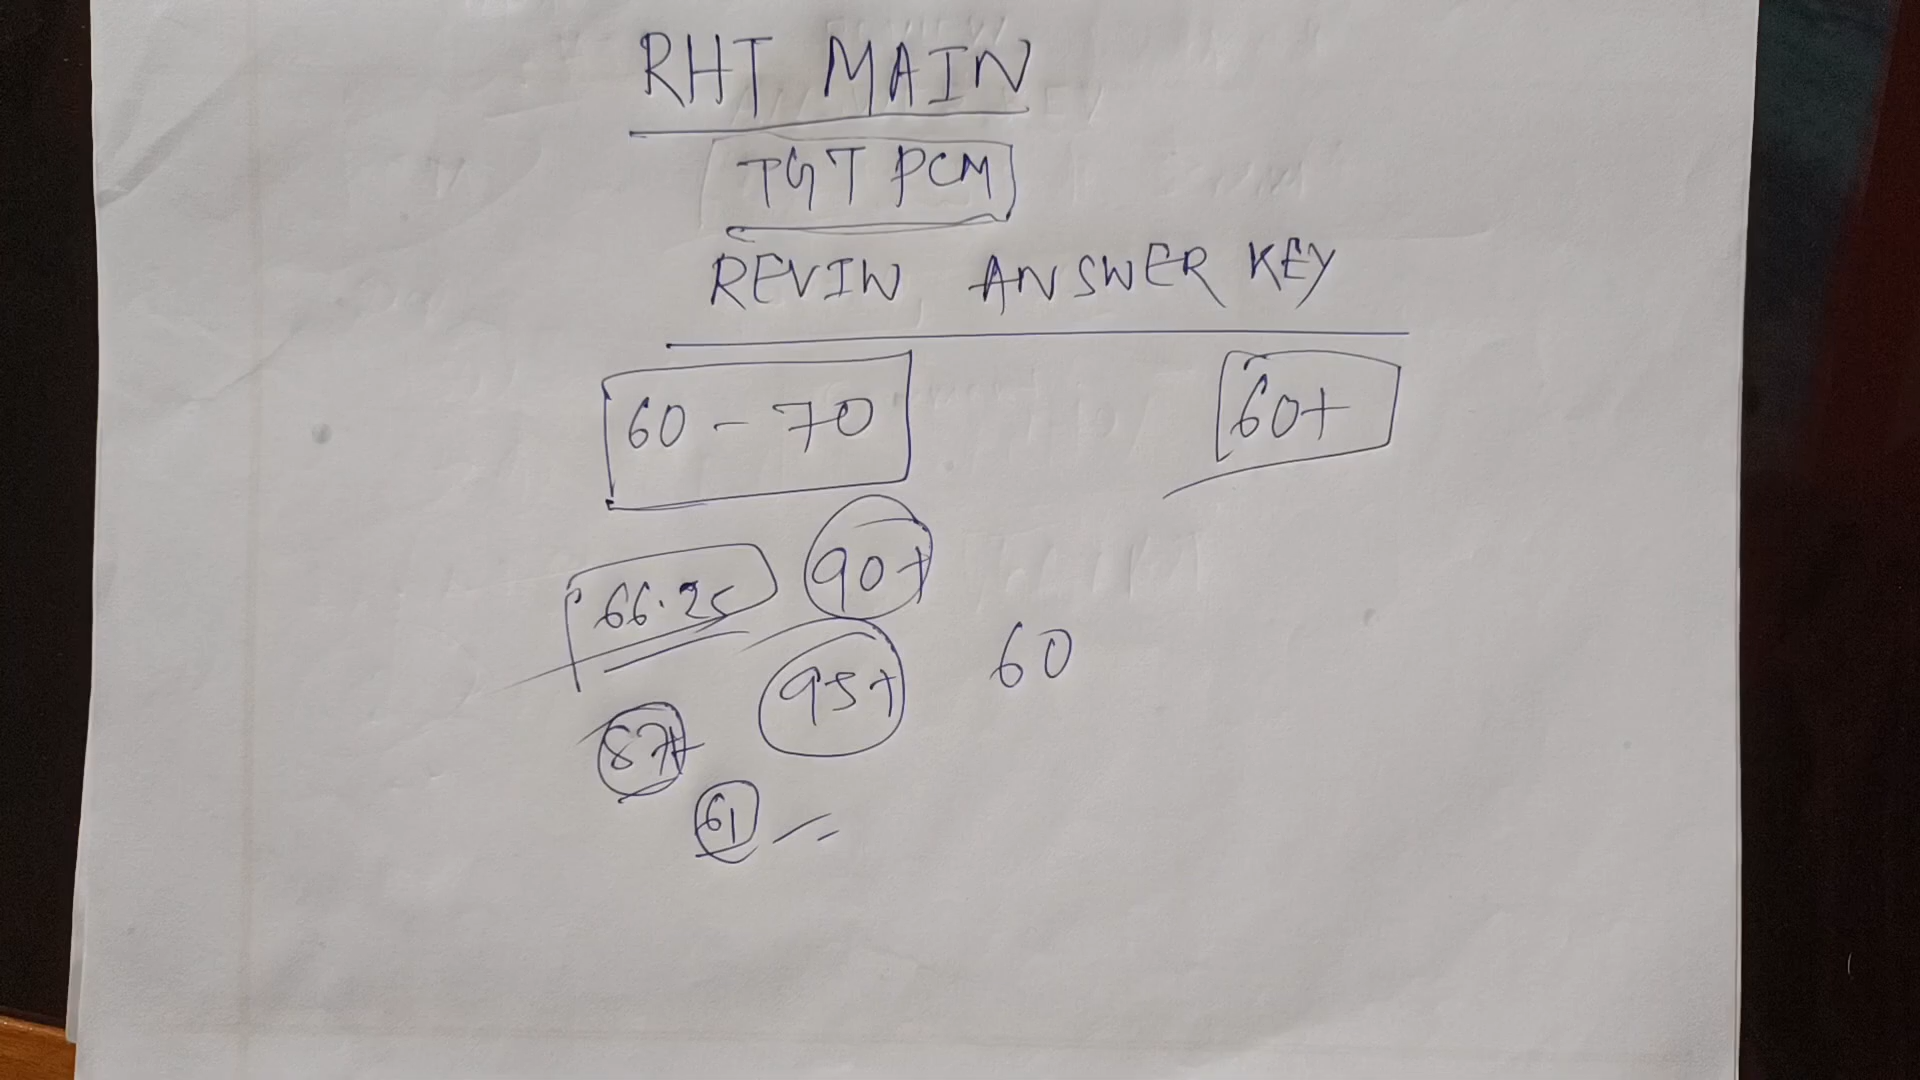 RHT MAIN
TGT PCM
REVIW ANSWER KEY
60 - 70 60+
90+
66.25
95+ 60
87+
61